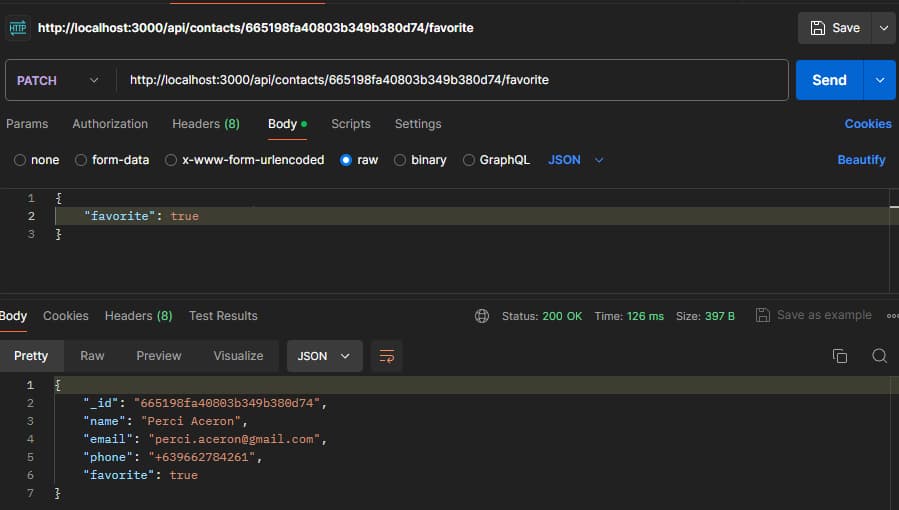 HTTP http://localhost:3000/api/contacts/665198fa40803b349b380d74/favorite Save
PATCH http://localhost:3000/api/contacts/665198fa40803b349b380d74/favorite Send
Params Authorization Headers (8) Body Scripts Settings Cookies
none form-data x-www-form-urlencoded raw binary GraphQL JSON Beautify
1 {
2 "favorite": true
3 }
Body Cookies Headers (8) Test Results Status: 200 OK Time: 126 ms Size: 397 B Save as example
Pretty Raw Preview Visualize JSON
1 {
2 "_id": "665198fa40803b349b380d74",
3 "name": "Perci Aceron",
4 "email": "perci.aceron@gmail.com",
5 "phone": "+639662784261",
6 "favorite": true
7 }